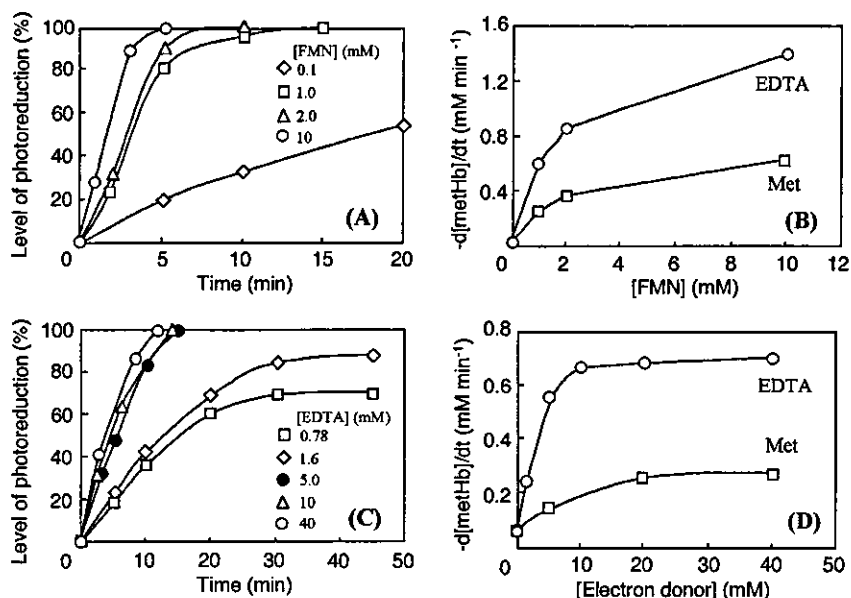 Level of photoreduction (%)
100
80
60
40
20
0
5
10
15
20
Time (min)
[FMN] (mM)
0.1
1.0
2.0
10
(A)
-d[metHb]/dt (mM min⁻¹)
1.6
1.2
0.8
0.4
0
2
4
6
8
10
12
[FMN] (mM)
EDTA
Met
(B)
Level of photoreduction (%)
100
80
60
40
20
0
10
20
30
40
50
Time (min)
[EDTA] (mM)
0.78
1.6
5.0
10
40
(C)
-d[metHb]/dt (mM min⁻¹)
0.8
0.6
0.4
0.2
0
10
20
30
40
50
[Electron donor] (mM)
EDTA
Met
(D)